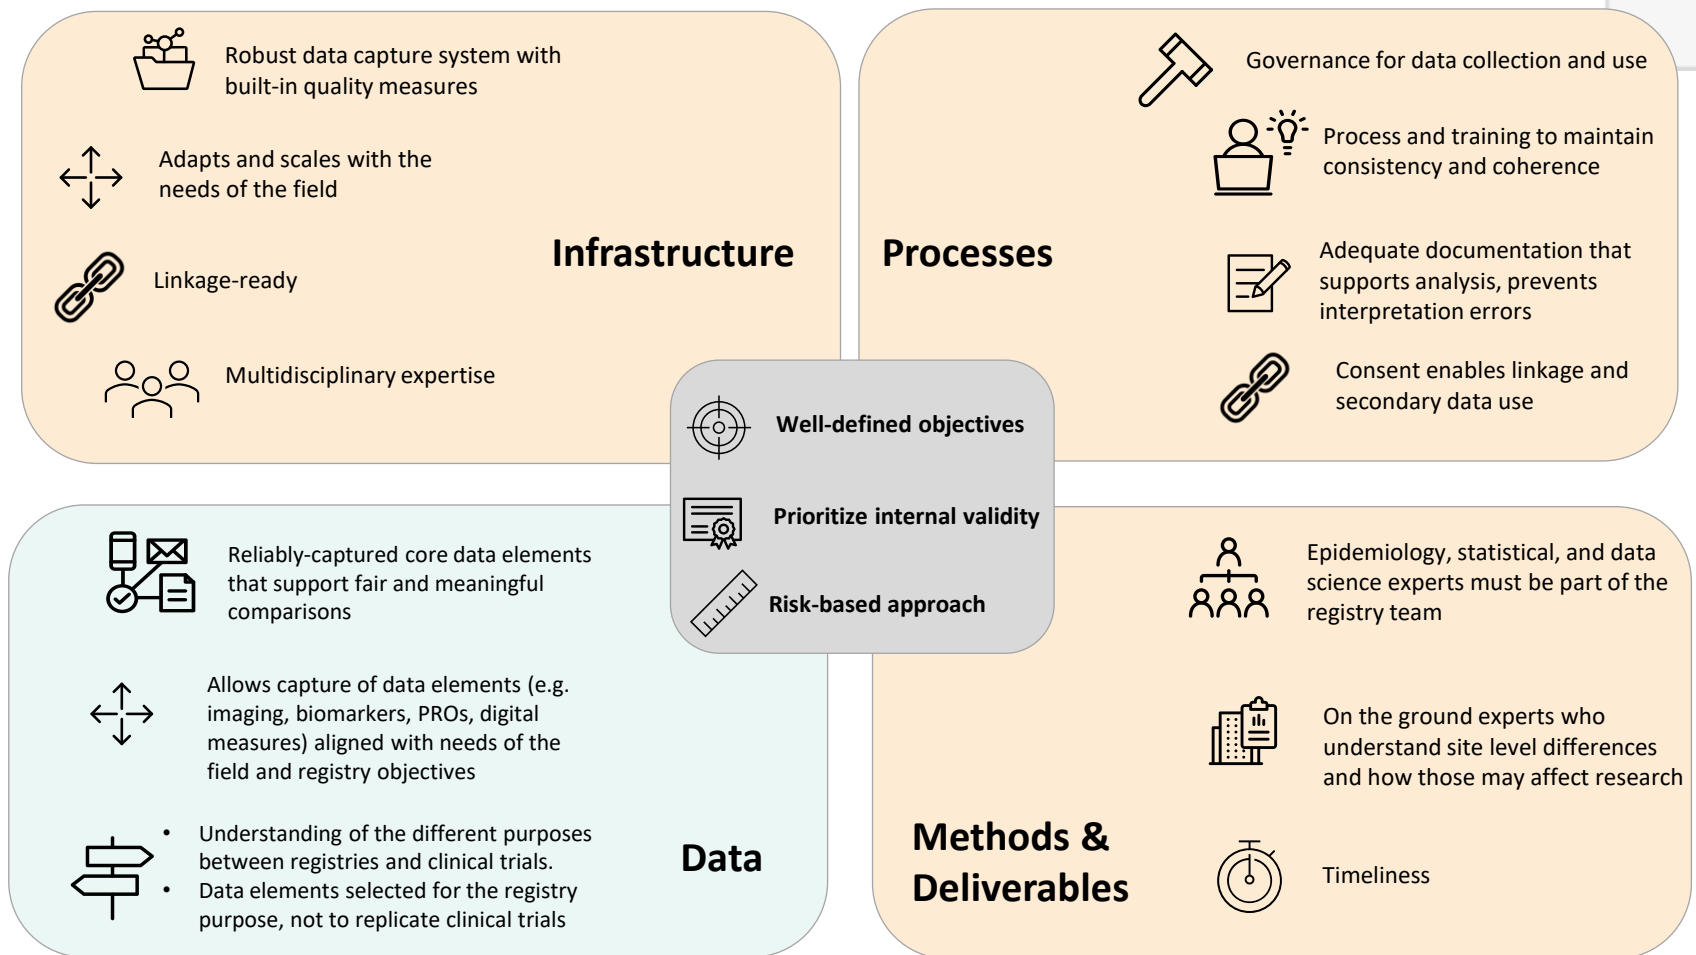 Robust data capture system with
built-in quality measures
Adapts and scales with the
needs of the field
Linkage-ready
Multidisciplinary expertise
Infrastructure
Governance for data collection and use
Process and training to maintain
consistency and coherence
Adequate documentation that
supports analysis, prevents
interpretation errors
Consent enables linkage and
secondary data use
Processes
Well-defined objectives
Prioritize internal validity
Risk-based approach
Reliably-captured core data elements
that support fair and meaningful
comparisons
Allows capture of data elements (e.g.
imaging, biomarkers, PROs, digital
measures) aligned with needs of the
field and registry objectives
• Understanding of the different purposes
between registries and clinical trials.
• Data elements selected for the registry
purpose, not to replicate clinical trials
Data
Epidemiology, statistical, and data
science experts must be part of the
registry team
On the ground experts who
understand site level differences
and how those may affect research
Timeliness
Methods &
Deliverables